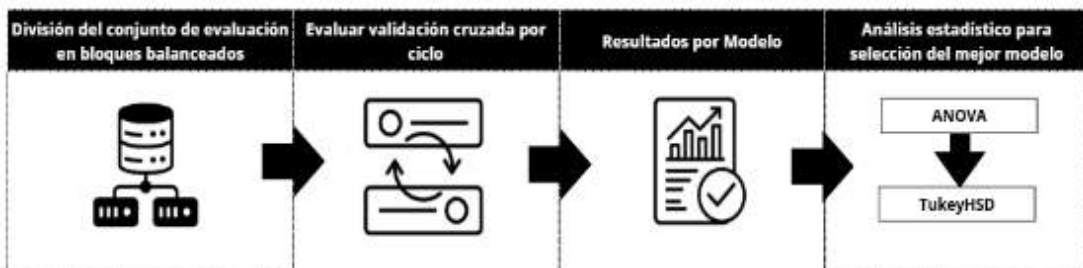 División del conjunto de evaluación
en bloques balanceados
Evaluar validación cruzada por
ciclo
Resultados por Modelo
Análisis estadístico para
selección del mejor modelo
ANOVA
TukeyHSD